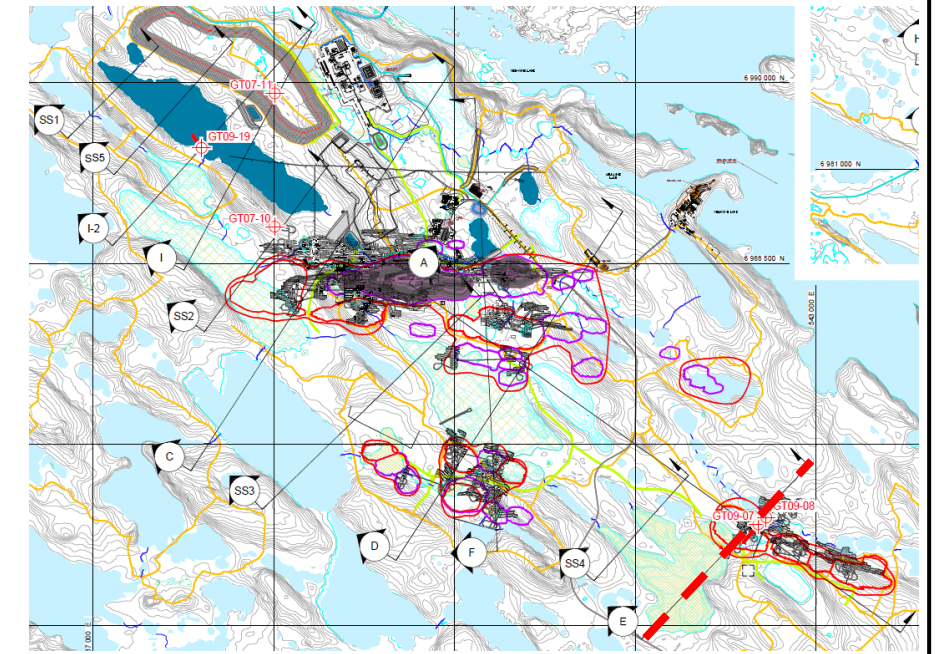 H
GT07-11
6 990 000 N
SS1
GT09-19
SS5
6 981 000 N
GT07-10
I-2
I
A
6 988 500 N
SS2
543 000 E
C
SS3
GT09-07
GT09-08
D
F
SS4
E